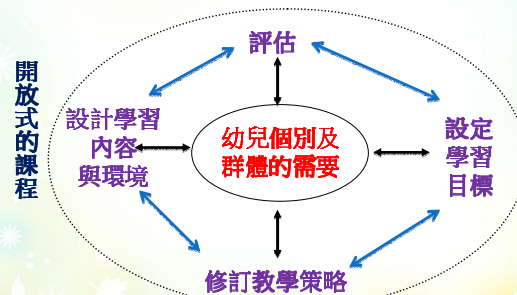 開放式的課程
評估
設計學習
內容
與環境
幼兒個別及
群體的需要
設定
學習
目標
修訂教學策略